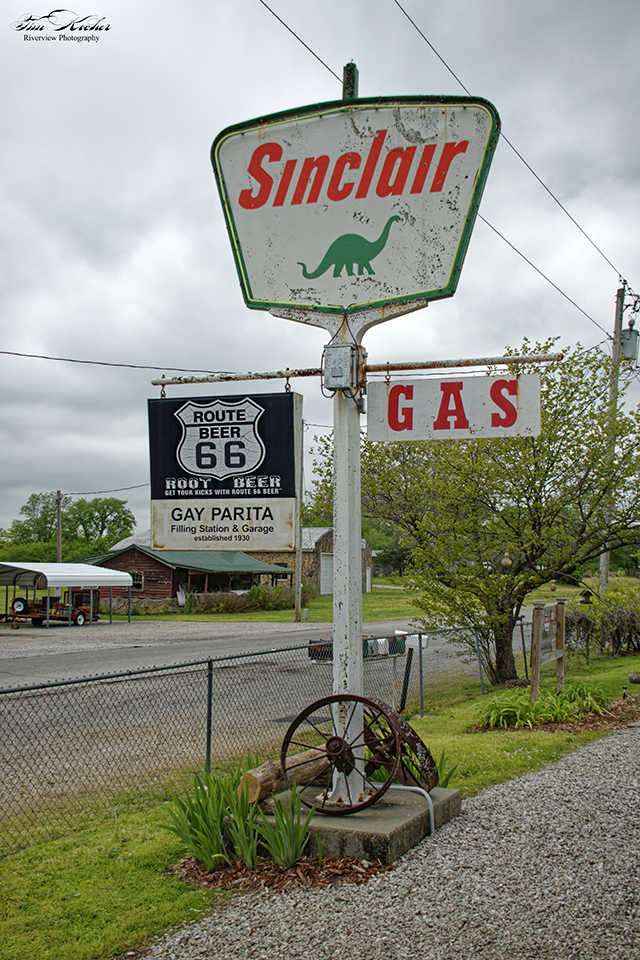 Tim Kocher
Riverview Photography
Sinclair
GAS
ROUTE
BEER
66
ROOT BEER
GET YOUR KICKS WITH ROUTE 66 BEER
GAY PARITA
Filling Station & Garage
established 1930